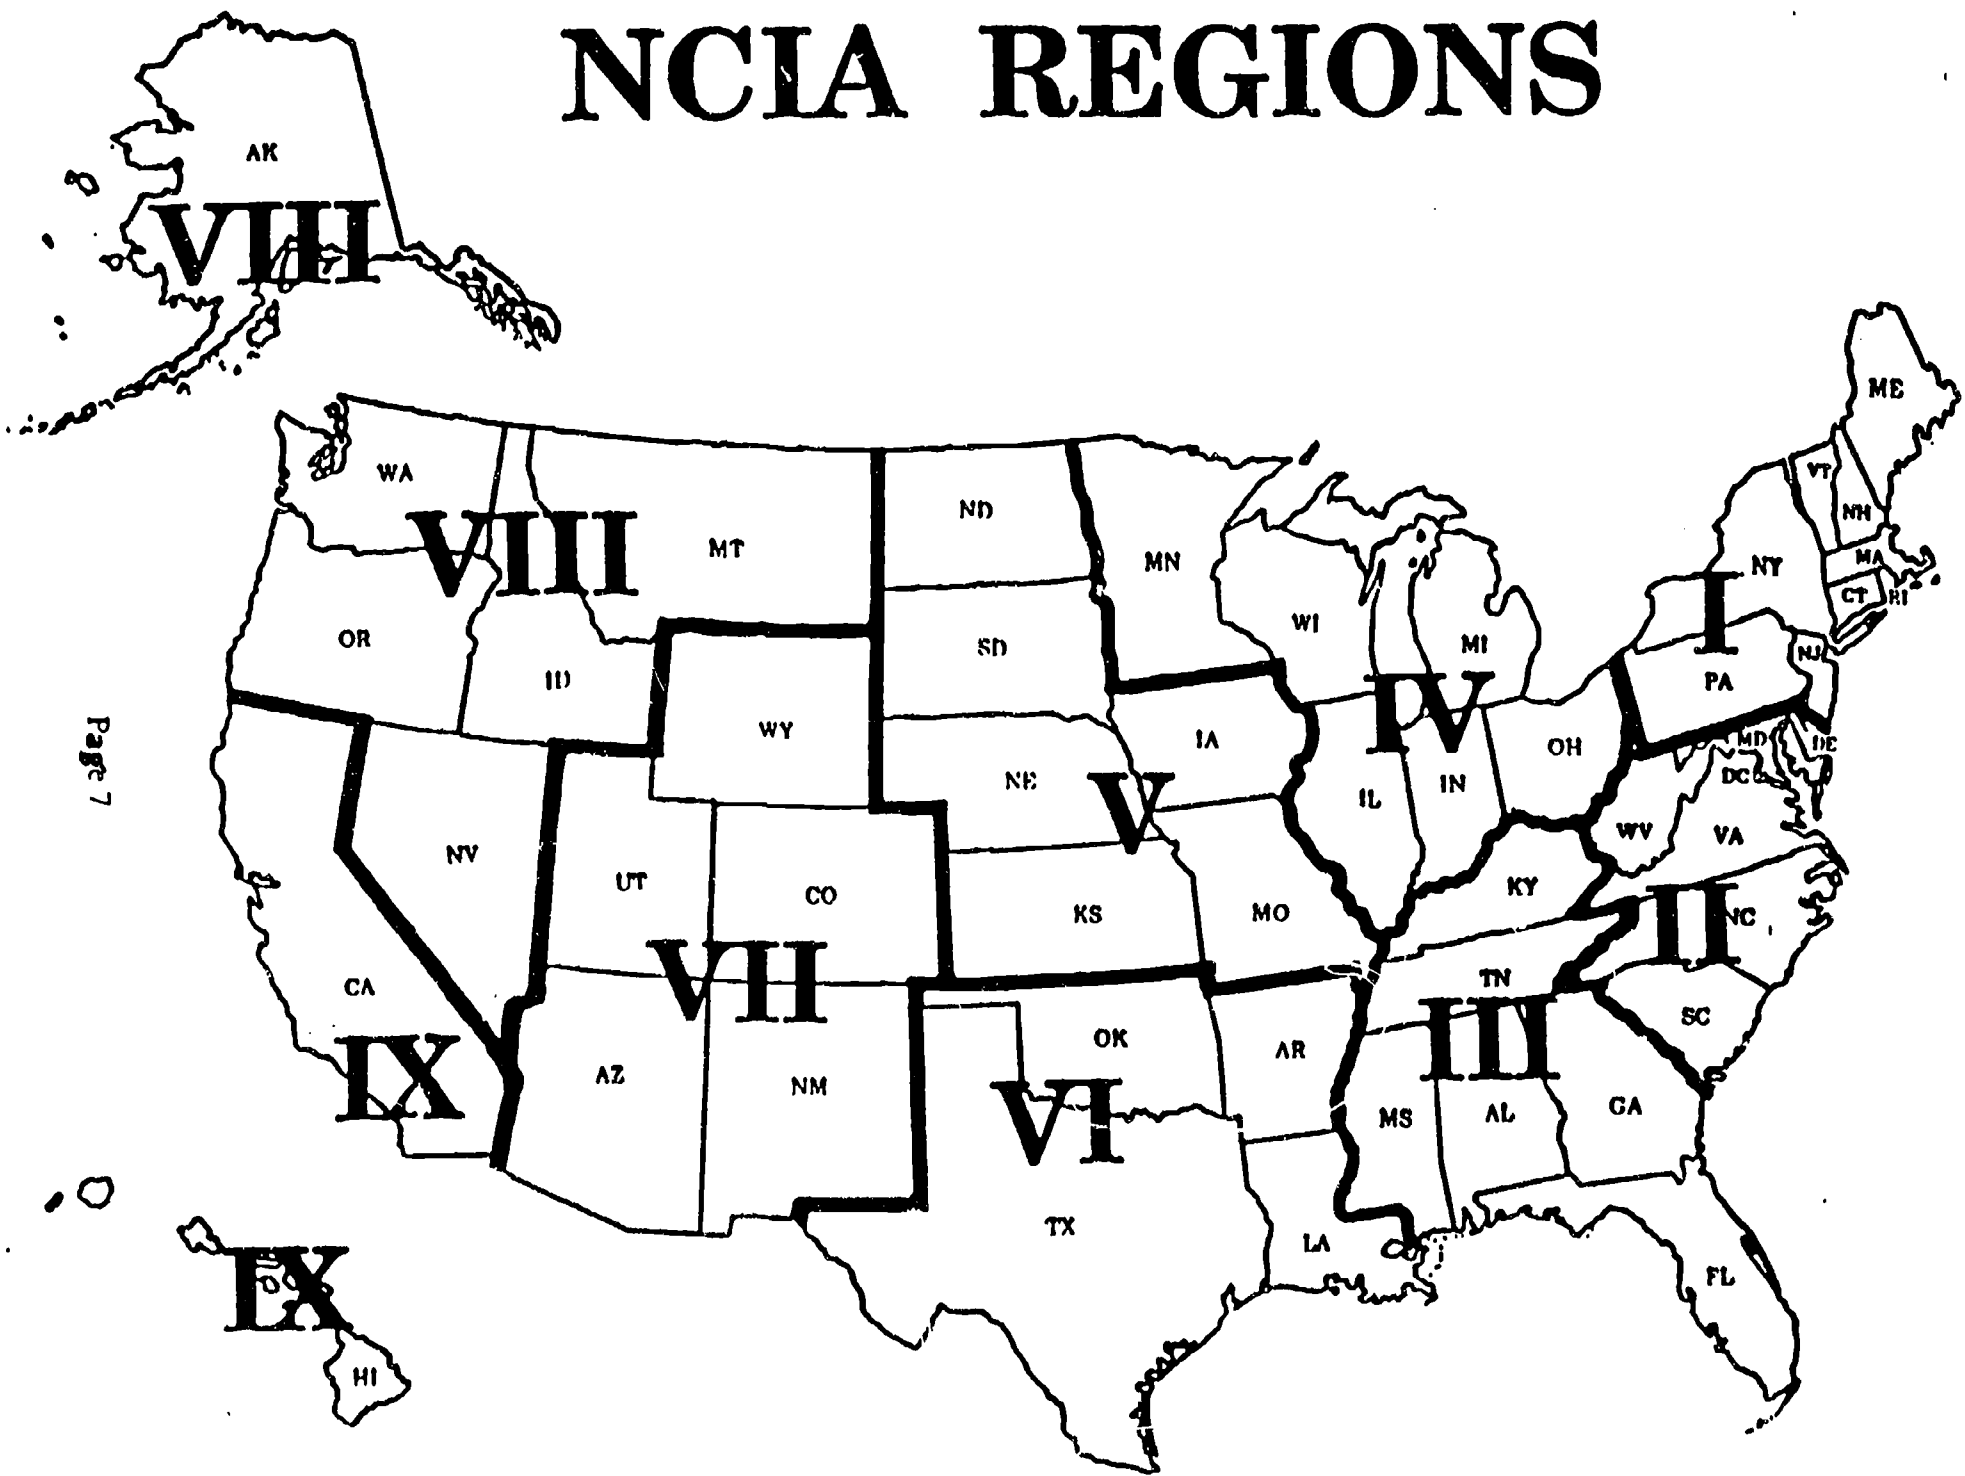 NCIA REGIONS
AK
VIII
ME
WA
VT
ND
NH
VIII
MT
MN
NY
MA
I
CT
RI
OR
WI
SD
MI
NJ
ID
PA
IV
WY
IA
OH
MD
DE
Page 7
NE
V
IN
DC
IL
NV
WV
VA
UT
CO
KY
KS
MO
II
NC
CA
VII
TN
SC
OK
III
AR
IX
AZ
NM
VI
MS
AL
GA
TX
LA
FL
IX
HI